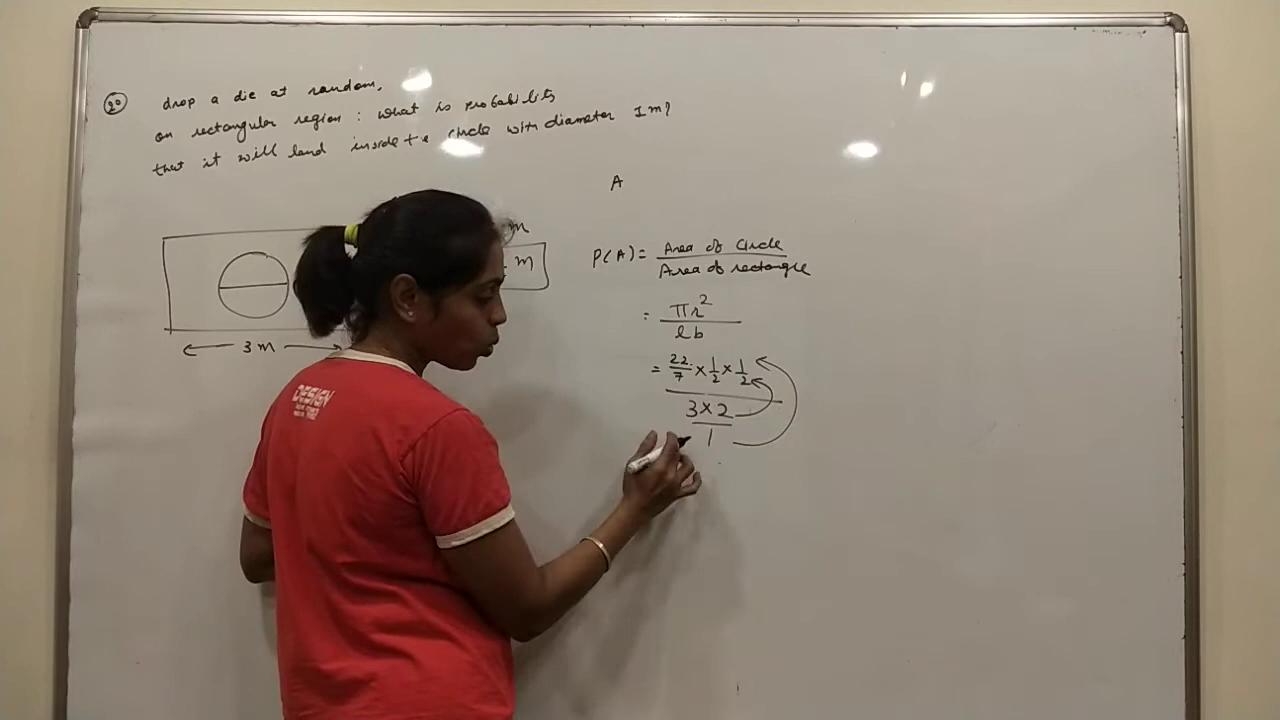 20 drop a die at random.
on rectangular region : what is probability
that it will land inside the circle with diameter 1m?
A
m
m
3 m
P(A) = Area of Circle / Area of rectangle
= πr² / lb
= 22/7 × 1/2 × 1/2
3 × 2
1
DESIGN